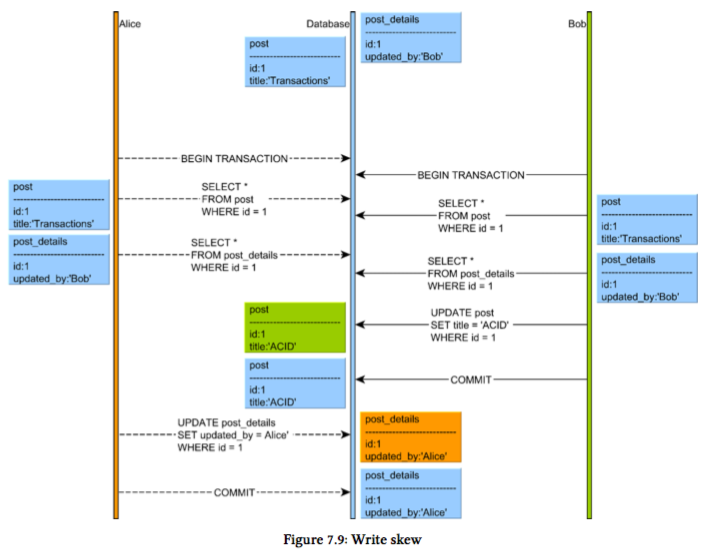 Alice
Database
Bob
post_details
------------------------
id:1
updated_by:'Bob'
post
------------------------
id:1
title:'Transactions'
BEGIN TRANSACTION
BEGIN TRANSACTION
post
------------------------
id:1
title:'Transactions'
SELECT *
FROM post
WHERE id = 1
SELECT *
FROM post
WHERE id = 1
post
------------------------
id:1
title:'Transactions'
post_details
------------------------
id:1
updated_by:'Bob'
SELECT *
FROM post_details
WHERE id = 1
SELECT *
FROM post_details
WHERE id = 1
post_details
------------------------
id:1
updated_by:'Bob'
post
------------------------
id:1
title:'ACID'
UPDATE post
SET title = 'ACID'
WHERE id = 1
post
------------------------
id:1
title:'ACID'
COMMIT
UPDATE post_details
SET updated_by = Alice'
WHERE id = 1
post_details
------------------------
id:1
updated_by:'Alice'
COMMIT
post_details
------------------------
id:1
updated_by:'Alice'
Figure 7.9: Write skew